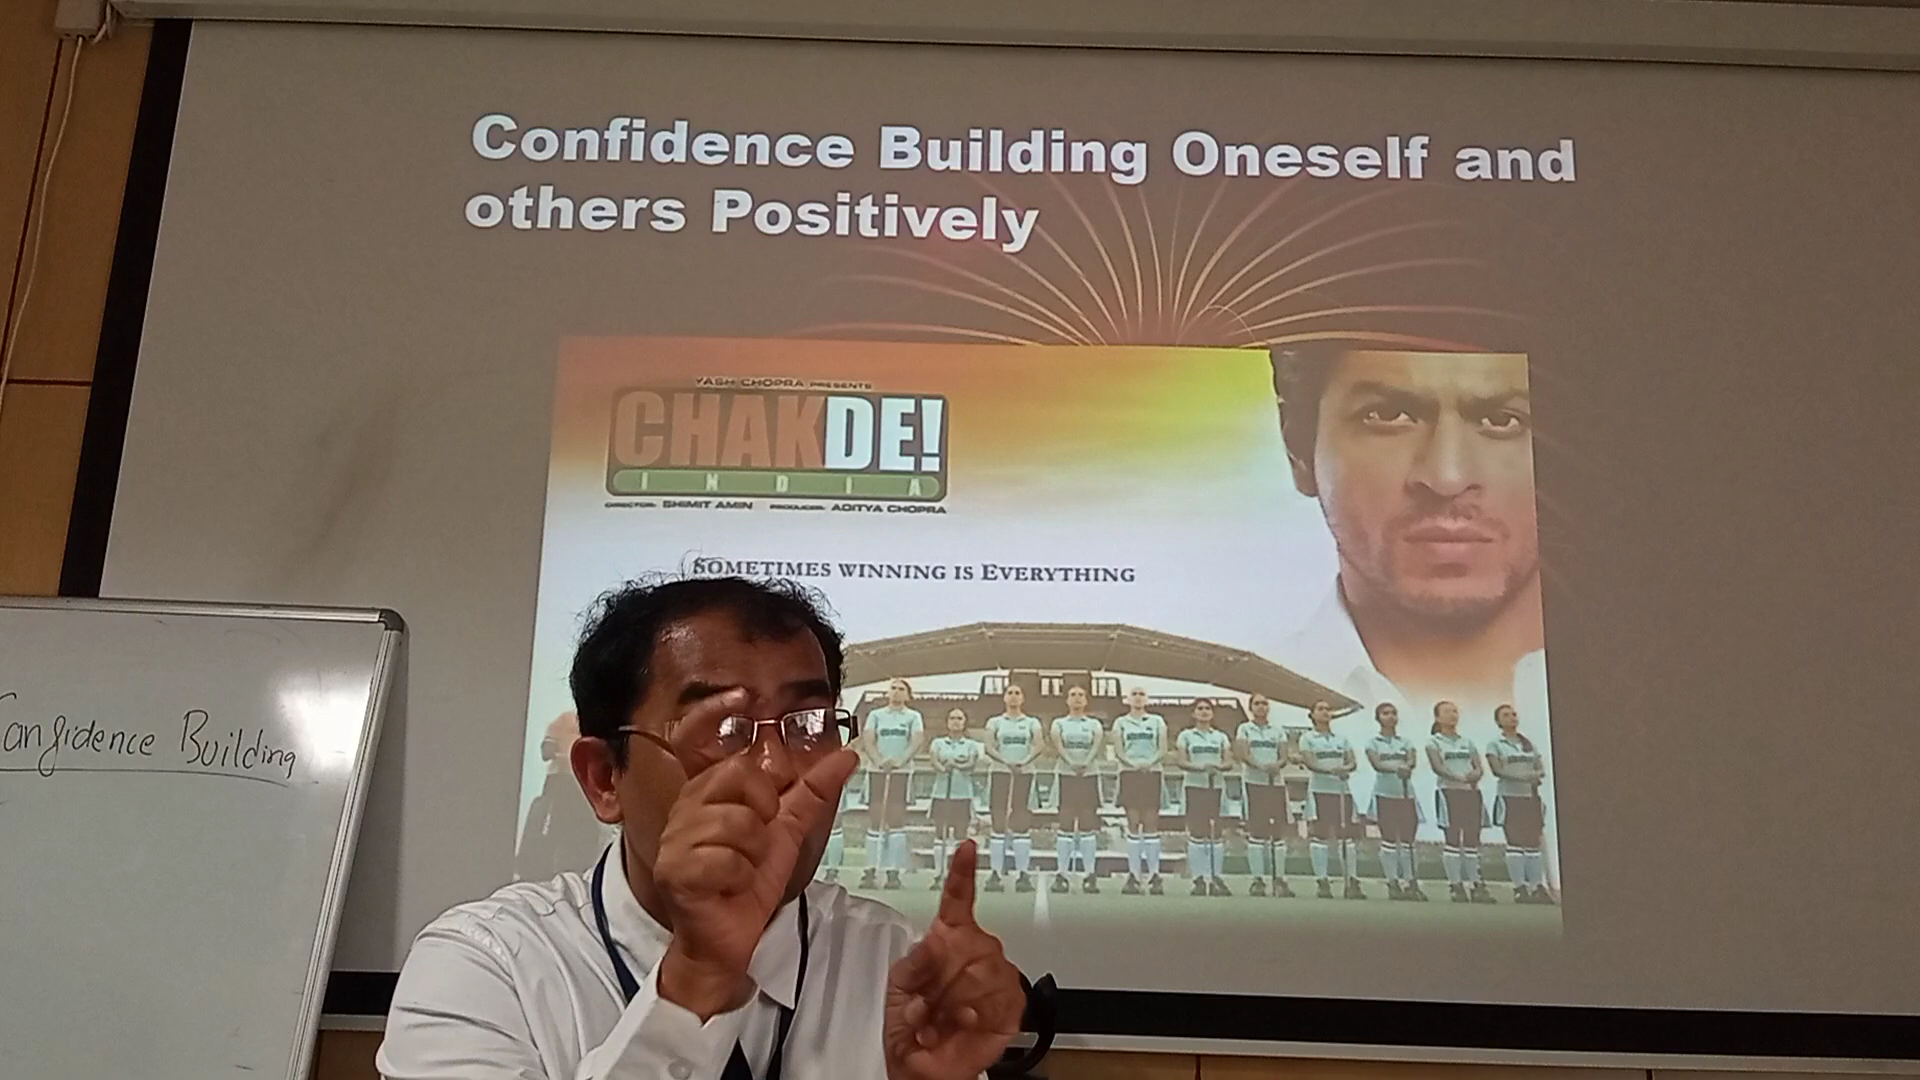 Confidence Building Oneself and
others Positively
YASH CHOPRA PRESENTS
CHAK DE!
INDIA
DIRECTOR: SHIMIT AMIN PRODUCER: ADITYA CHOPRA
SOMETIMES WINNING IS EVERYTHING
Confidence Building